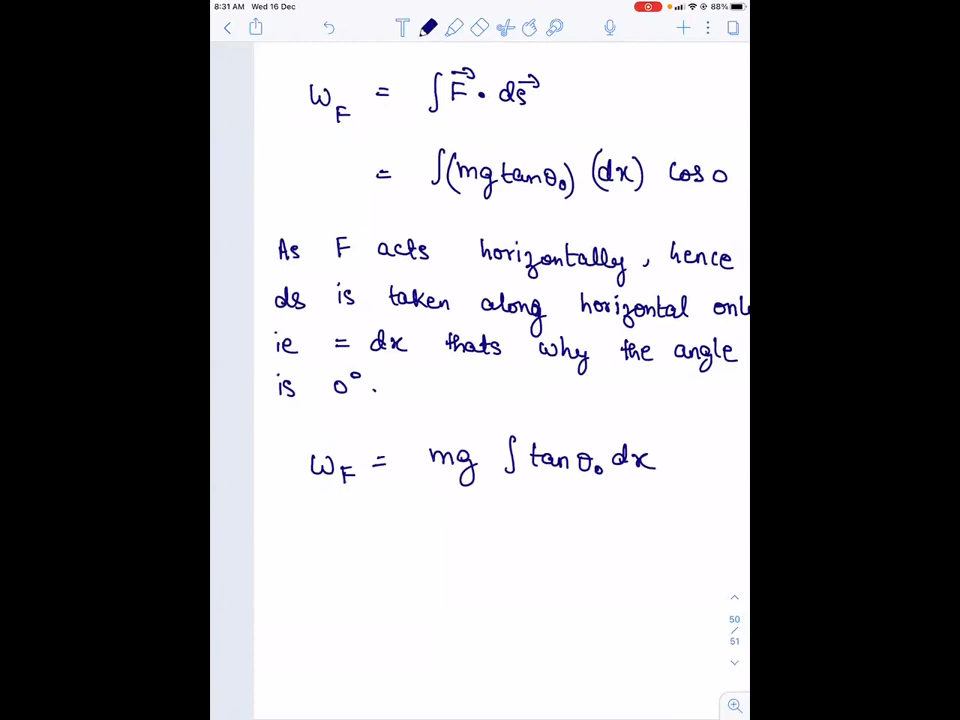 8:31 AM Wed 16 Dec
88%
W_F = ∫ F⃗ . ds⃗
= ∫(mg tanθ₀) (dx) cos 0
As F acts horizontally, hence
ds is taken along horizontal onl
ie = dx thats why the angle
is 0°.
W_F = mg ∫ tanθ₀ dx
50
/
51